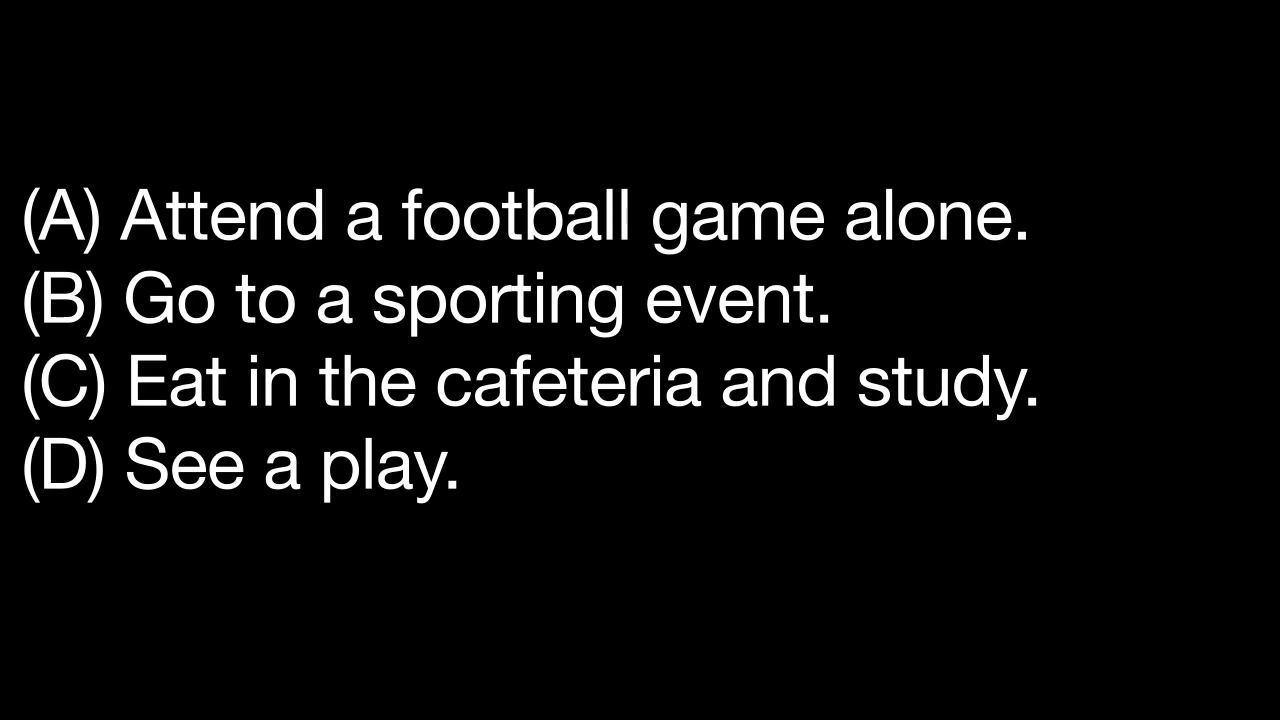 (A) Attend a football game alone.
(B) Go to a sporting event.
(C) Eat in the cafeteria and study.
(D) See a play.